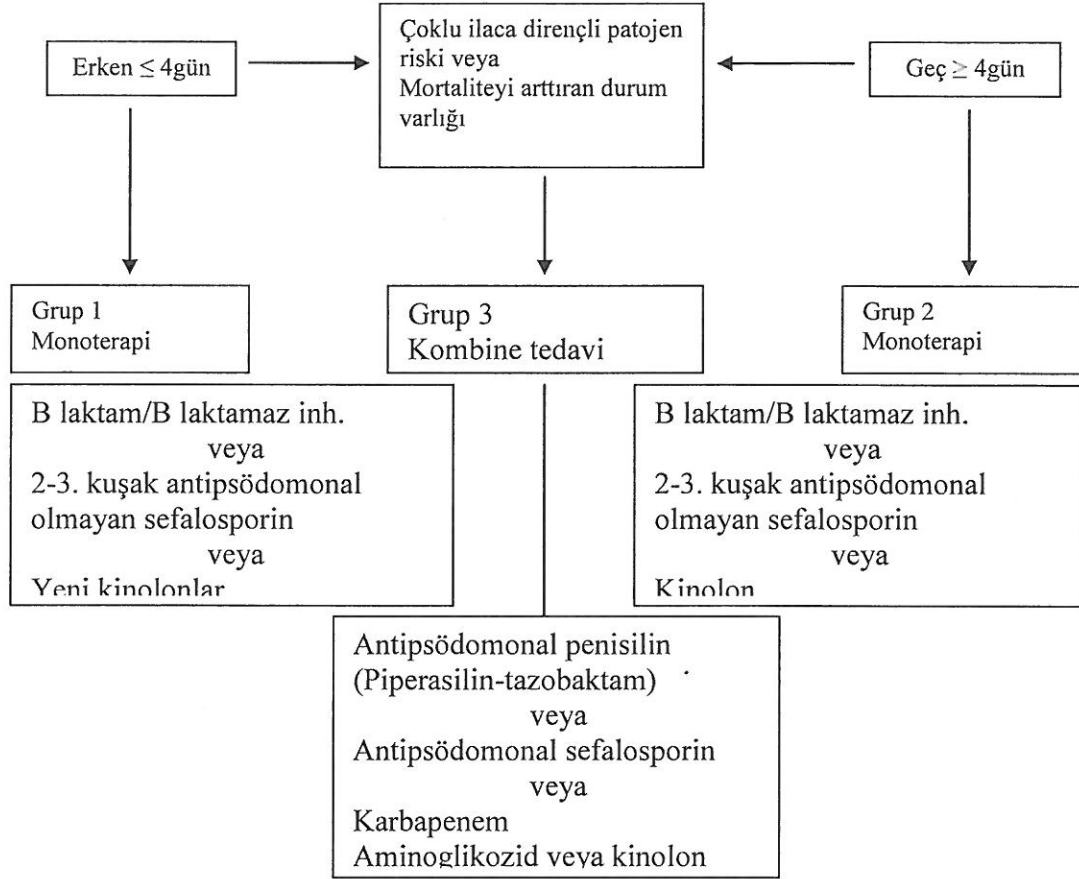 Erken ≤ 4gün
Çoklu ilaca dirençli patojen
riski veya
Mortaliteyi arttıran durum
varlığı
Geç ≥ 4gün
Grup 1
Monoterapi
Grup 3
Kombine tedavi
Grup 2
Monoterapi
B laktam/B laktamaz inh.
veya
2-3. kuşak antipsödomonal
olmayan sefalosporin
veya
Yeni kinolonlar
B laktam/B laktamaz inh.
veya
2-3. kuşak antipsödomonal
olmayan sefalosporin
veya
Kinolon
Antipsödomonal penisilin
(Piperasilin-tazobaktam)
veya
Antipsödomonal sefalosporin
veya
Karbapenem
Aminoglikozid veya kinolon